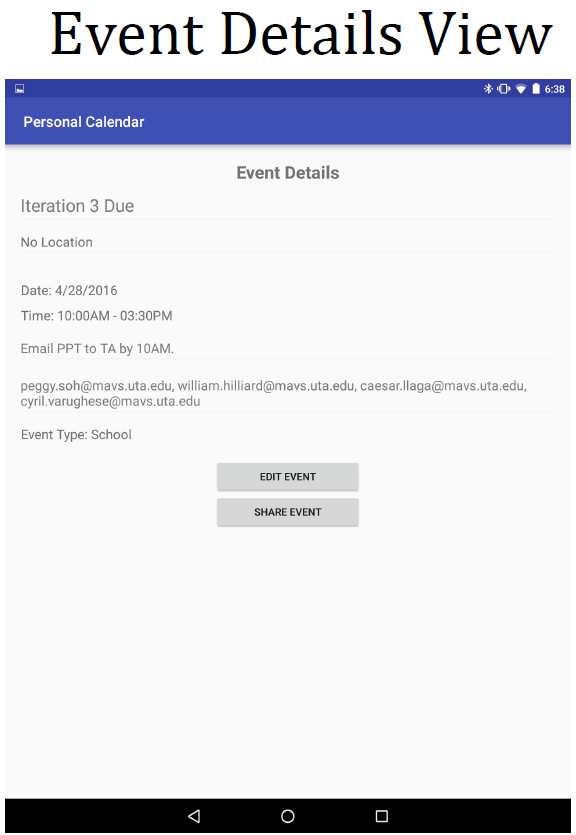 Event Details View
6:38
Personal Calendar
Event Details
Iteration 3 Due
No Location
Date: 4/28/2016
Time: 10:00AM - 03:30PM
Email PPT to TA by 10AM.
peggy.soh@mavs.uta.edu, william.hilliard@mavs.uta.edu, caesar.llaga@mavs.uta.edu,
cyril.varughese@mavs.uta.edu
Event Type: School
EDIT EVENT
SHARE EVENT